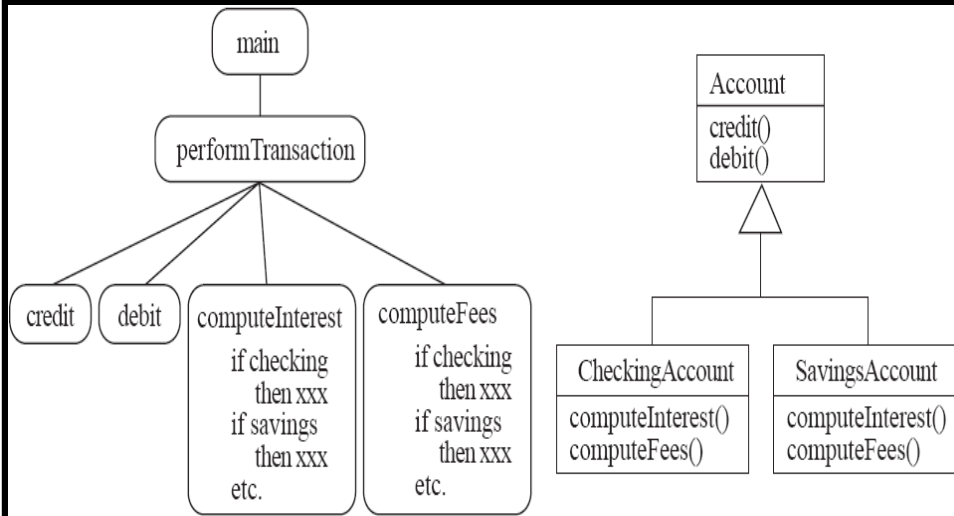 main
performTransaction
credit
debit
computeInterest
if checking
then xxx
if savings
then xxx
etc.
computeFees
if checking
then xxx
if savings
then xxx
etc.
Account
credit()
debit()
CheckingAccount
computeInterest()
computeFees()
SavingsAccount
computeInterest()
computeFees()